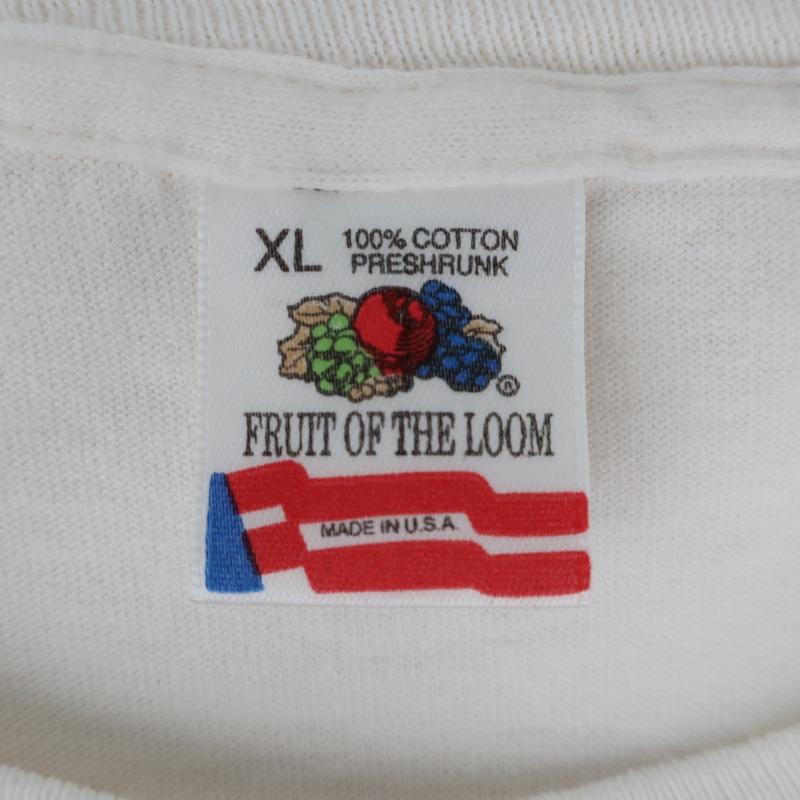 XL 100% COTTON
PRESHRUNK
®
FRUIT OF THE LOOM
MADE IN U.S.A.